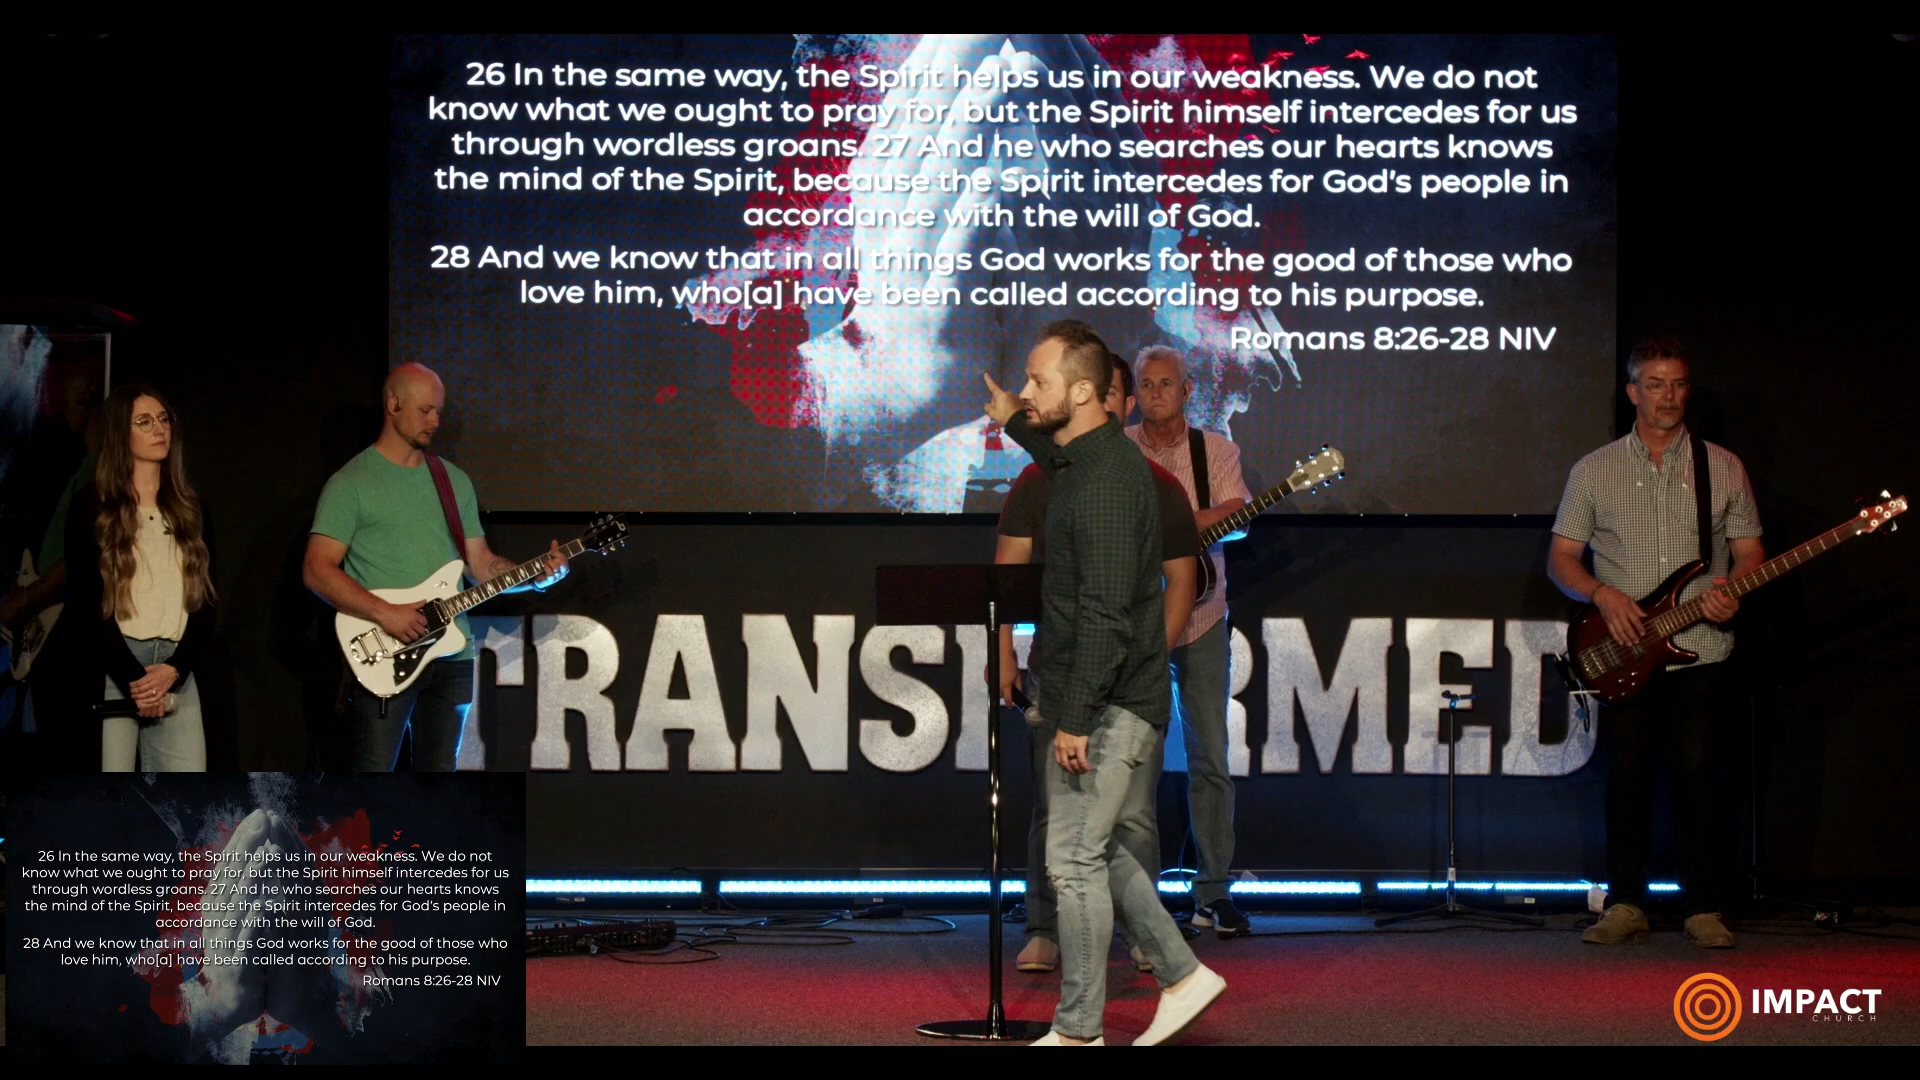 26 In the same way, the Spirit helps us in our weakness. We do not
know what we ought to pray for, but the Spirit himself intercedes for us
through wordless groans. 27 And he who searches our hearts knows
the mind of the Spirit, because the Spirit intercedes for God's people in
accordance with the will of God.
28 And we know that in all things God works for the good of those who
love him, who[a] have been called according to his purpose.
Romans 8:26-28 NIV
26 In the same way, the Spirit helps us in our weakness. We do not
know what we ought to pray for, but the Spirit himself intercedes for us
through wordless groans. 27 And he who searches our hearts knows
the mind of the Spirit, because the Spirit intercedes for God's people in
accordance with the will of God.
28 And we know that in all things God works for the good of those who
love him, who[a] have been called according to his purpose.
Romans 8:26-28 NIV
IMPACT
CHURCH